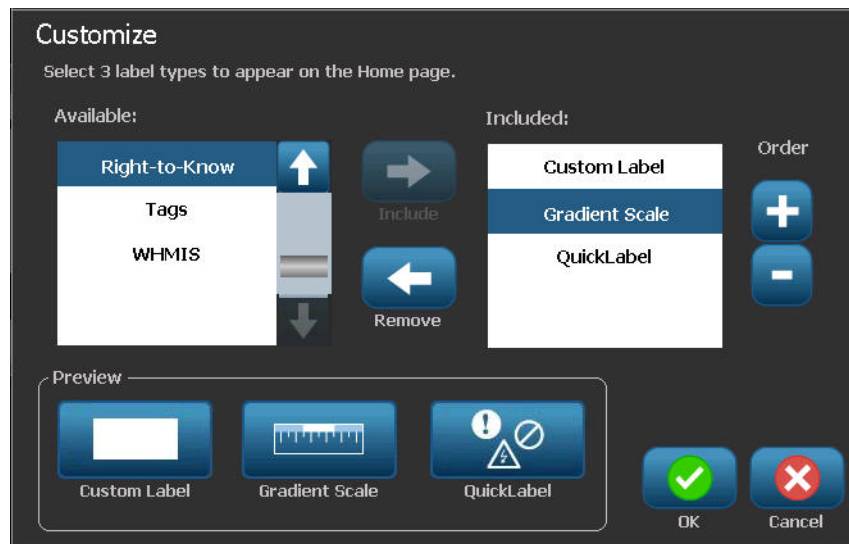 Customize
Select 3 label types to appear on the Home page.
Available:
Included:
Right-to-Know
Tags
WHMIS
Include
Remove
Custom Label
Gradient Scale
QuickLabel
Order
Preview
Custom Label
Gradient Scale
QuickLabel
OK
Cancel